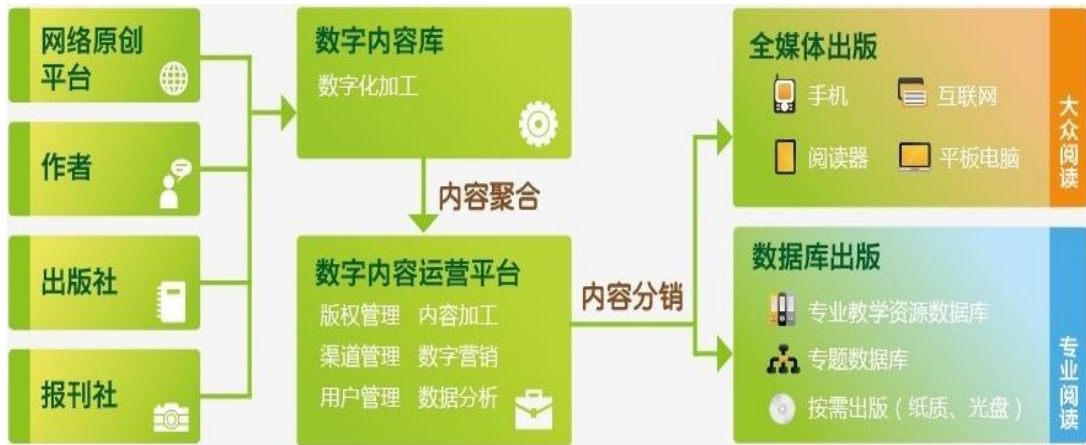 网络原创
平台
作者
出版社
报刊社
数字内容库
数字化加工
内容聚合
数字内容运营平台
版权管理 内容加工
渠道管理 数字营销
用户管理 数据分析
内容分销
全媒体出版
手机 互联网
阅读器 平板电脑
大众阅读
数据库出版
专业教学资源数据库
专题数据库
按需出版（纸质、光盘）
专业阅读